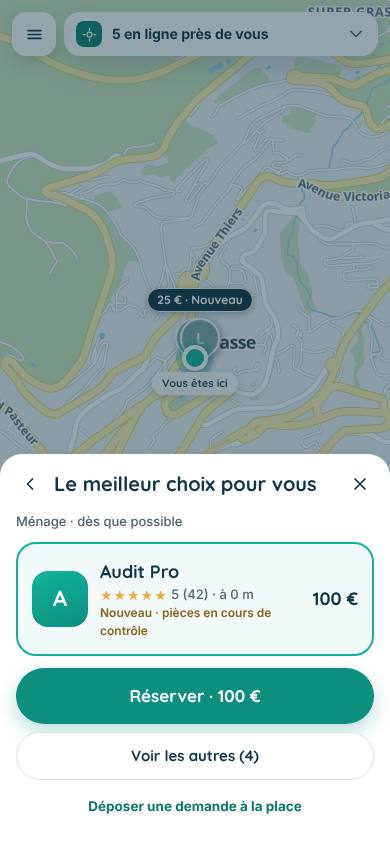 SUPER GRAS
5 en ligne près de vous
Avenue Victoria
Avenue Thiers
25 € · Nouveau
L
asse
Vous êtes ici
Pasteur
Le meilleur choix pour vous
Ménage · dès que possible
A
Audit Pro
★★★★★ 5 (42) · à 0 m
100 €
Nouveau · pièces en cours de
contrôle
Réserver · 100 €
Voir les autres (4)
Déposer une demande à la place